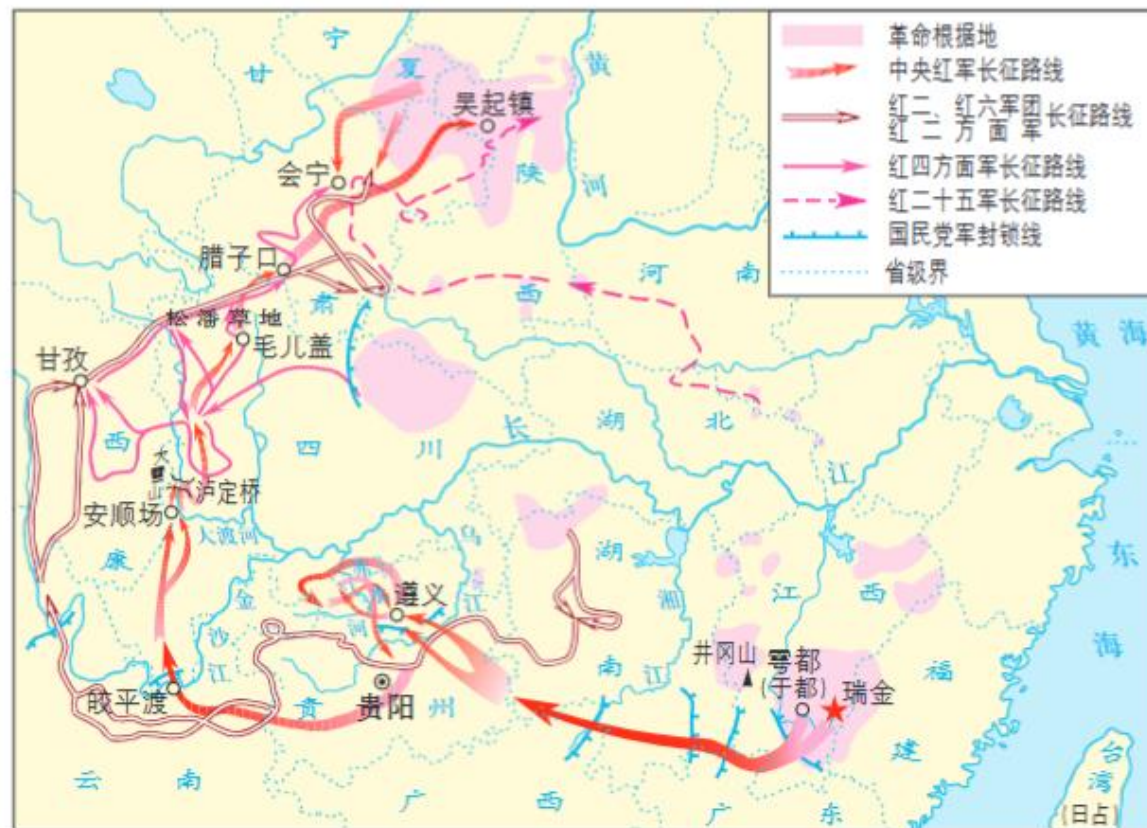 革命根据地
中央红军长征路线
红二、红六军团
红二方面军
长征路线
红四方面军长征路线
红二十五军长征路线
国民党军封锁线
省级界
宁
夏
甘
黄
吴起镇
会宁
陕
河
腊子口
河南
肃
西
松潘草地
毛儿盖
黄海
甘孜
湖北
西
四川
长
江
泸定桥
安顺场
大渡河
康
乌
湖
江西
东
金
遵义
江
湘
沙
河
井冈山
雩都
(于都)
瑞金
福
海
江
南
江
皎平渡
贵
贵阳
州
建
台
湾
云南
广西
广东
(日占)